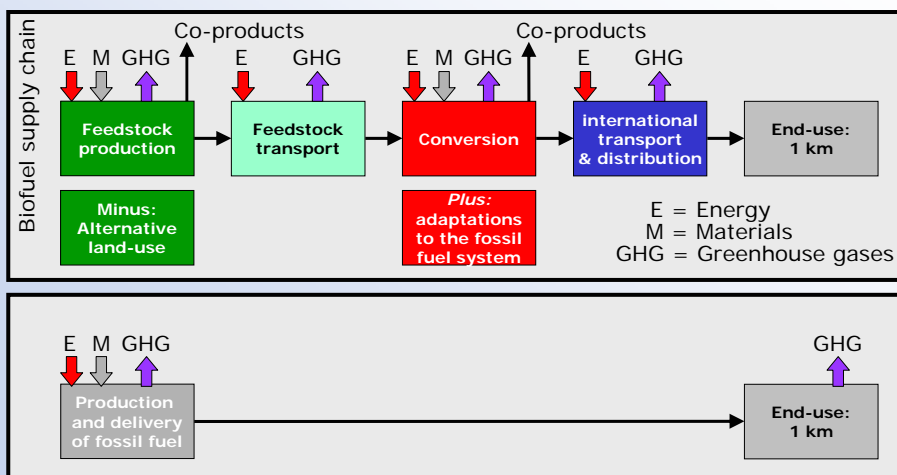 Biofuel supply chain
Co-products
Co-products
E M GHG
E GHG
E M GHG
E GHG
Feedstock
production
Feedstock
transport
Conversion
international
transport
& distribution
End-use:
1 km
Minus:
Alternative
land-use
Plus:
adaptations
to the fossil
fuel system
E = Energy
M = Materials
GHG = Greenhouse gases
E M GHG
GHG
Production
and delivery
of fossil fuel
End-use:
1 km